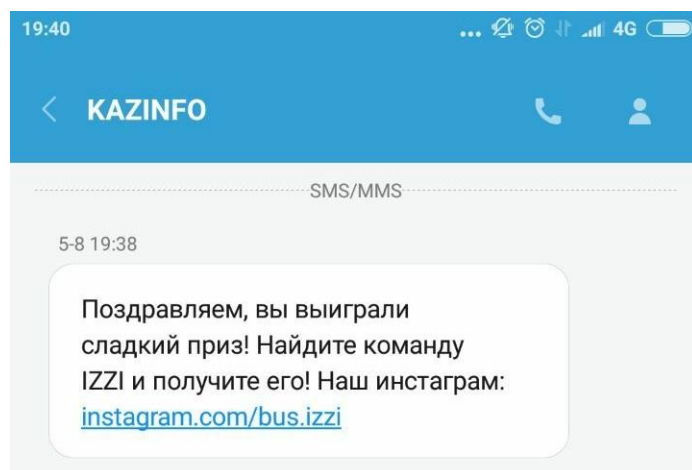 19:40
... 4G
KAZINFO
SMS/MMS
5-8 19:38
Поздравляем, вы выиграли
сладкий приз! Найдите команду
IZZI и получите его! Наш инстаграм:
instagram.com/bus.izzi